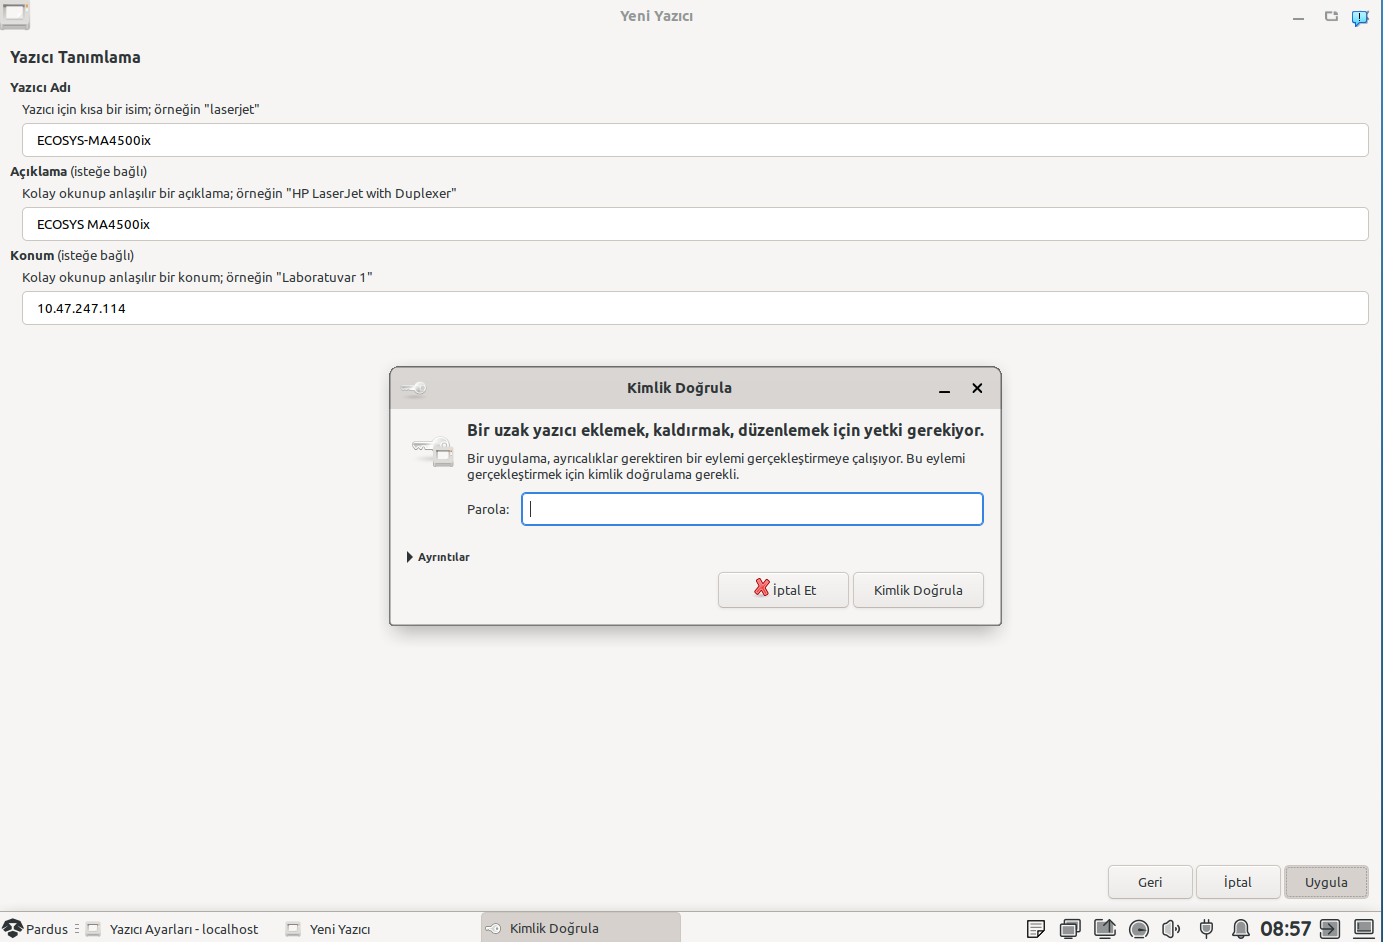 Yeni Yazıcı
Yazıcı Tanımlama
Yazıcı Adı
Yazıcı için kısa bir isim; örneğin "laserjet"
ECOSYS-MA4500ix
Açıklama (isteğe bağlı)
Kolay okunup anlaşılır bir açıklama; örneğin "HP LaserJet with Duplexer"
ECOSYS MA4500ix
Konum (isteğe bağlı)
Kolay okunup anlaşılır bir konum; örneğin "Laboratuvar 1"
10.47.247.114
Kimlik Doğrula
Bir uzak yazıcı eklemek, kaldırmak, düzenlemek için yetki gerekiyor.
Bir uygulama, ayrıcalıklar gerektiren bir eylemi gerçekleştirmeye çalışıyor. Bu eylemi
gerçekleştirmek için kimlik doğrulama gerekli.
Parola:
Ayrıntılar
İptal Et
Kimlik Doğrula
Geri
İptal
Uygula
Pardus
Yazıcı Ayarları - localhost
Yeni Yazıcı
Kimlik Doğrula
08:57